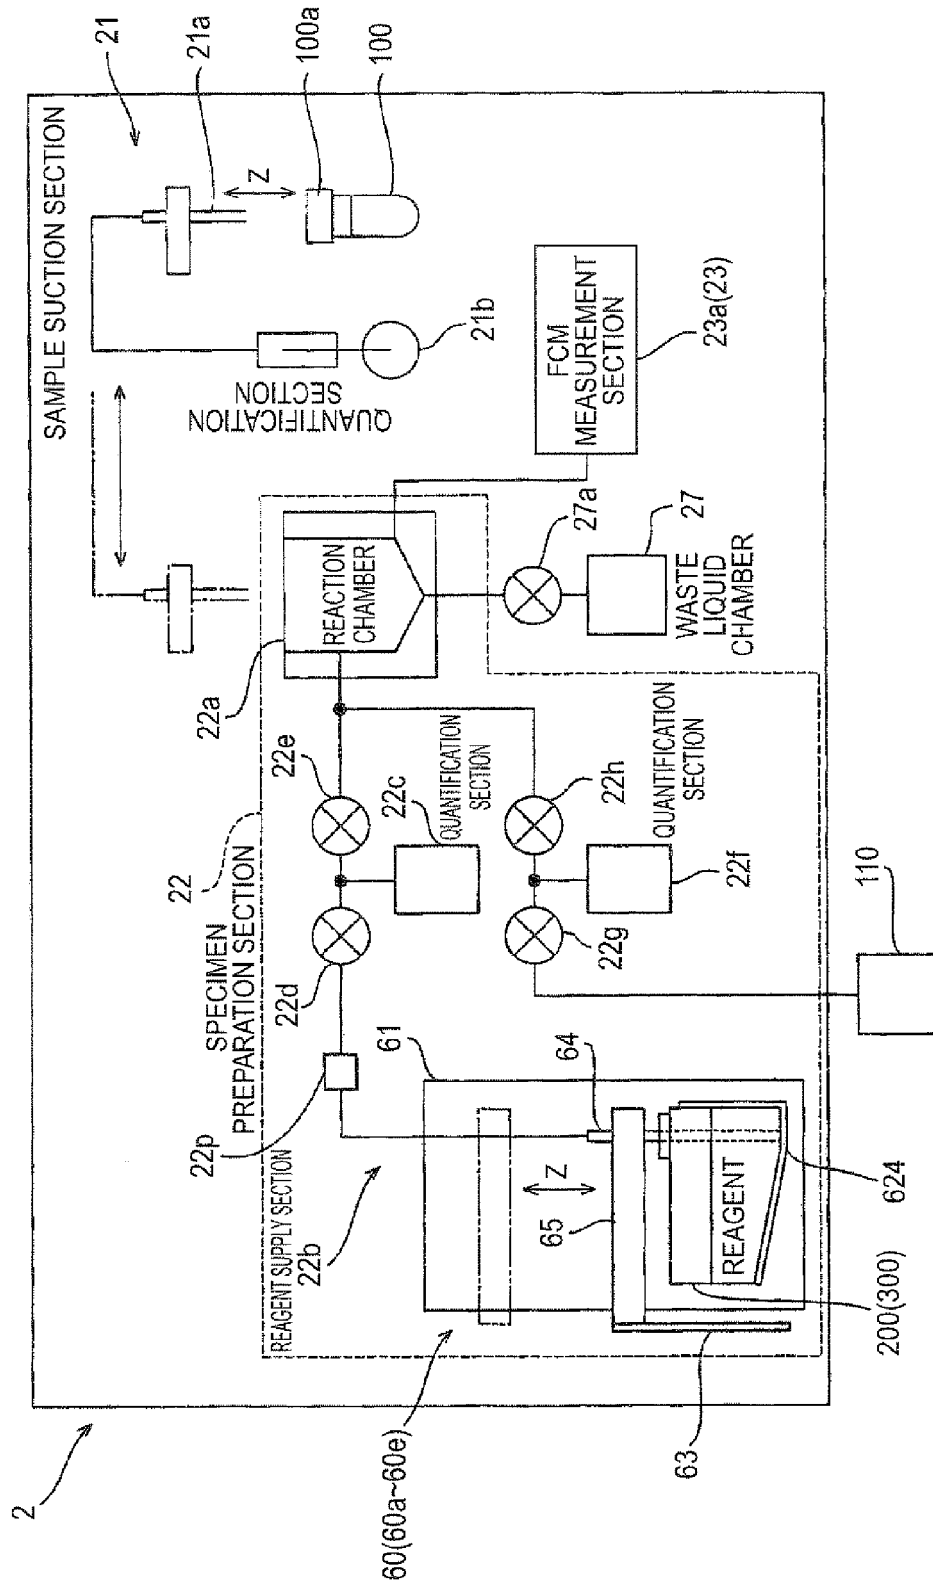 2
SAMPLE SUCTION SECTION
21
21a
Z
100a
100
QUANTIFICATION
SECTION
21b
FCM
MEASUREMENT
SECTION
23a(23)
SPECIMEN
PREPARATION SECTION
22
22a
REACTION
CHAMBER
27a
27
WASTE
LIQUID
CHAMBER
REAGENT SUPPLY SECTION
22b
22p
22d
22e
22c
QUANTIFICATION
SECTION
22g
22h
22f
QUANTIFICATION
SECTION
110
60(60a~60e)
61
Z
64
65
REAGENT
63
200(300)
624